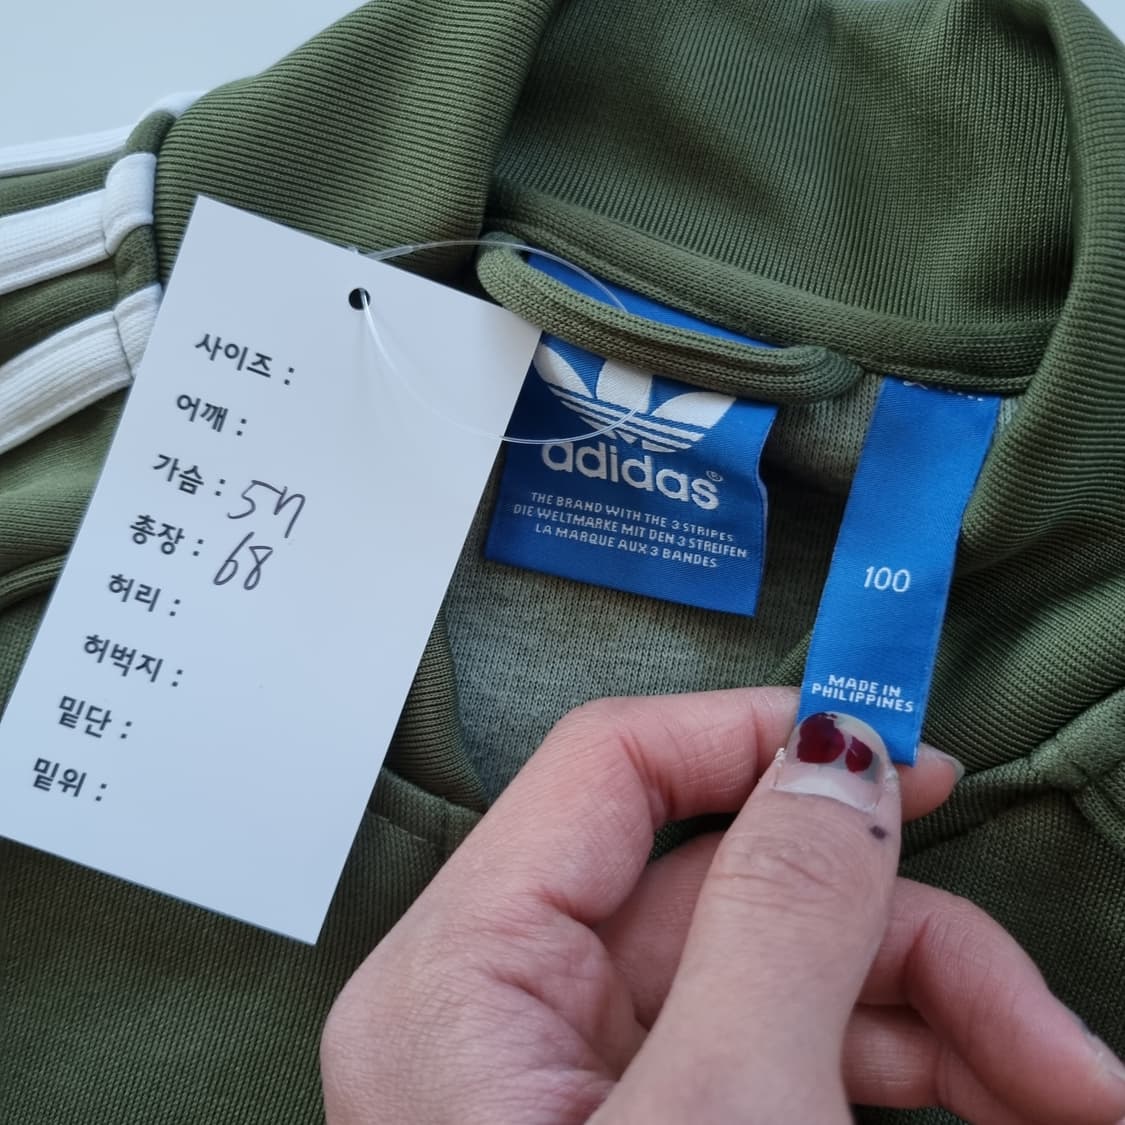 사이즈 :
어깨 :
가슴 : 57
총장 : 68
허리 :
허벅지 :
밑단 :
밑위 :
adidas®
THE BRAND WITH THE 3 STRIPES
DIE WELTMARKE MIT DEN 3 STREIFEN
LA MARQUE AUX 3 BANDES
100
MADE IN
PHILIPPINES